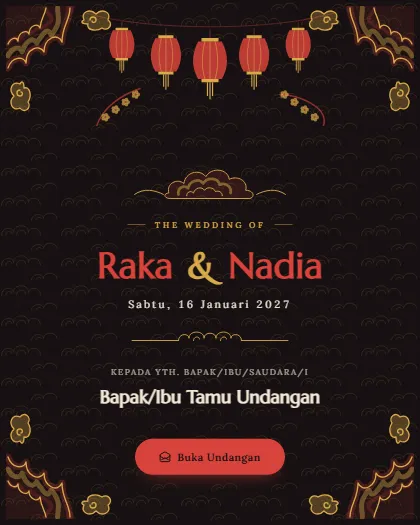 THE WEDDING OF
Raka & Nadia
Sabtu, 16 Januari 2027
KEPADA YTH. BAPAK/IBU/SAUDARA/I
Bapak/Ibu Tamu Undangan
Buka Undangan